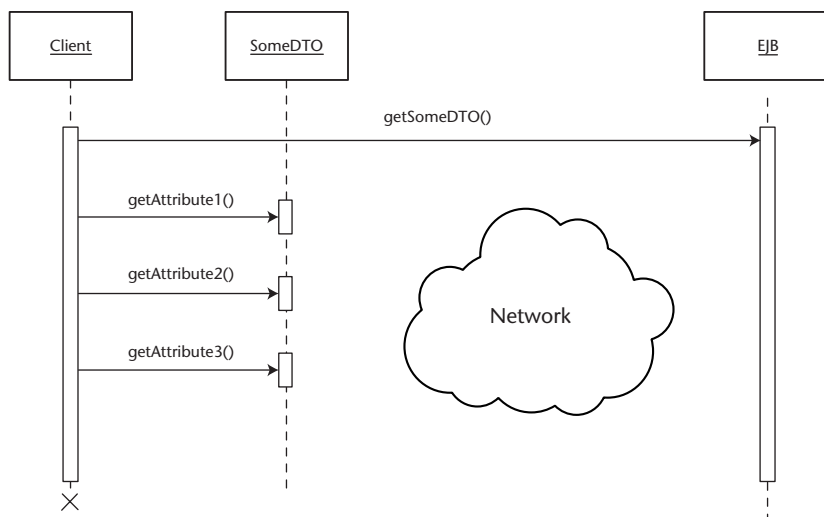 Client
SomeDTO
EJB
getSomeDTO()
getAttribute1()
getAttribute2()
Network
getAttribute3()